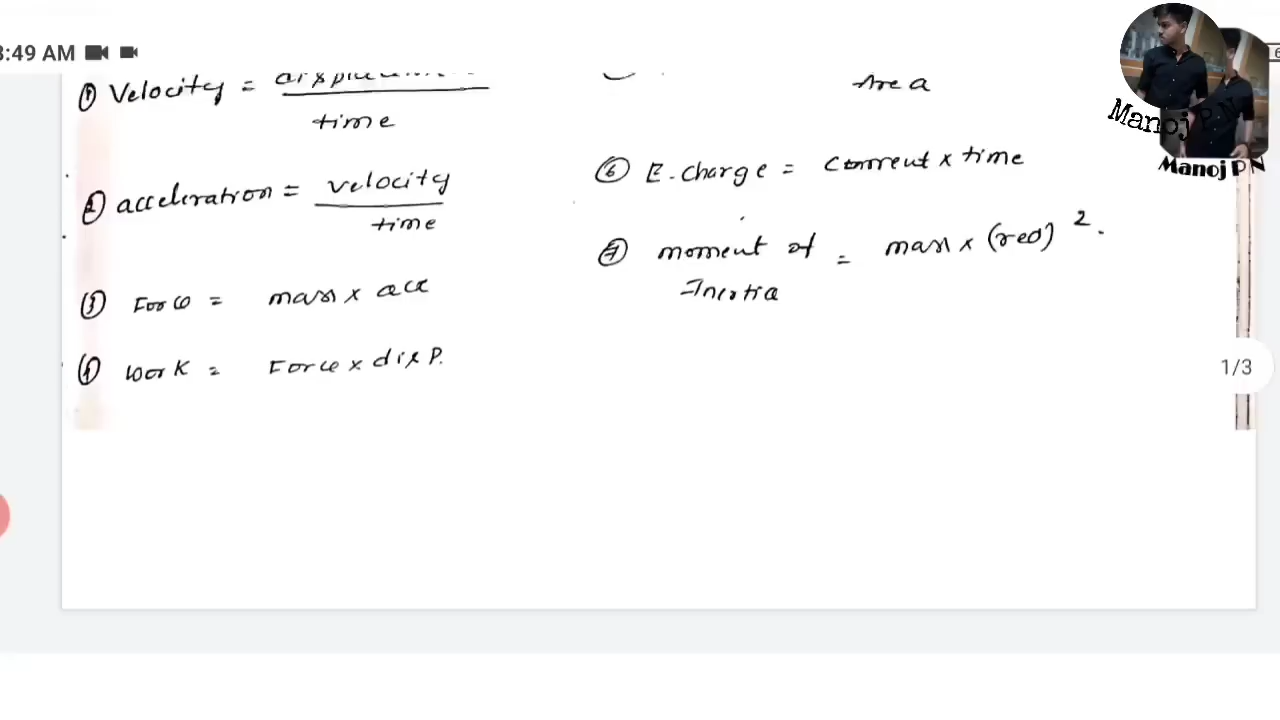 3:49 AM
① Velocity =
time
② acceleration = velocity
time
③ Force = mass x acc
④ work = Force x disp.
Area
⑥ E. charge = current x time
⑦ moment of = mass x (rad)².
Inertia
1/3
Manoj P N
Manoj P N